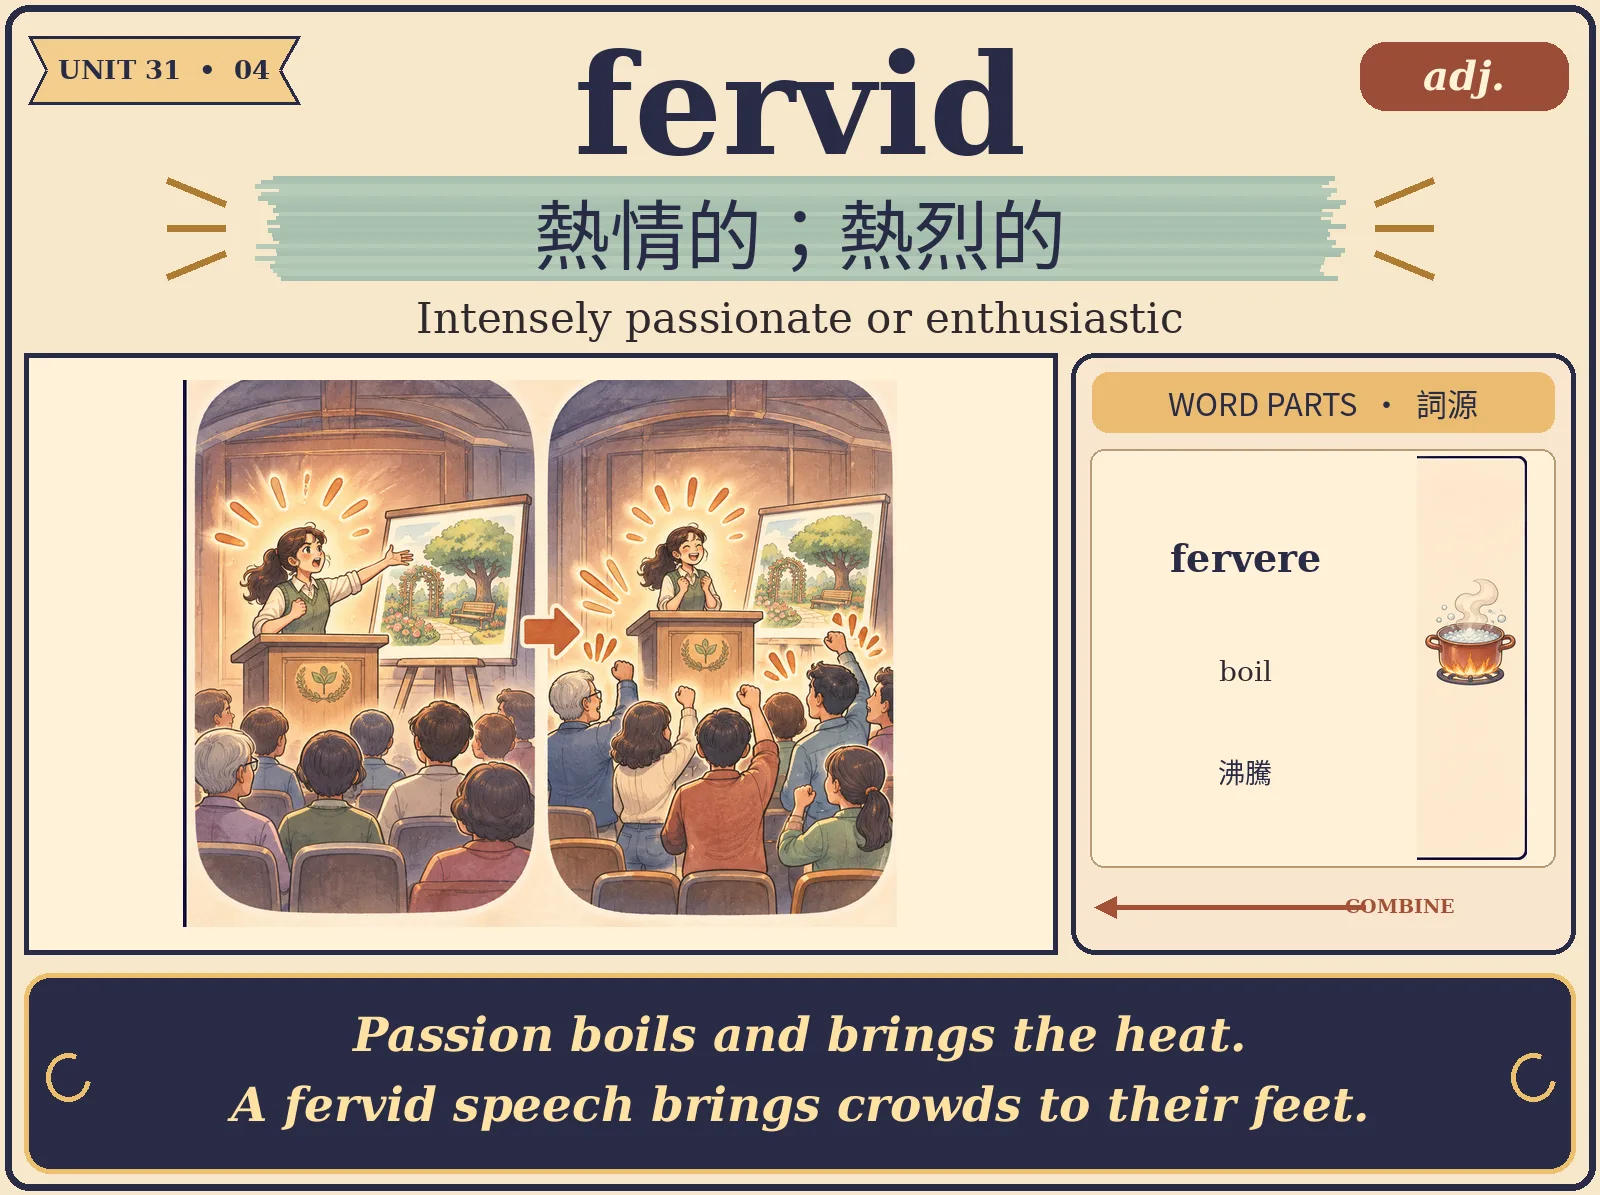 UNIT 31 • 04
fervid
adj.
熱情的；熱烈的
Intensely passionate or enthusiastic
WORD PARTS • 詞源
fervere
boil
沸騰
COMBINE
Passion boils and brings the heat.
A fervid speech brings crowds to their feet.